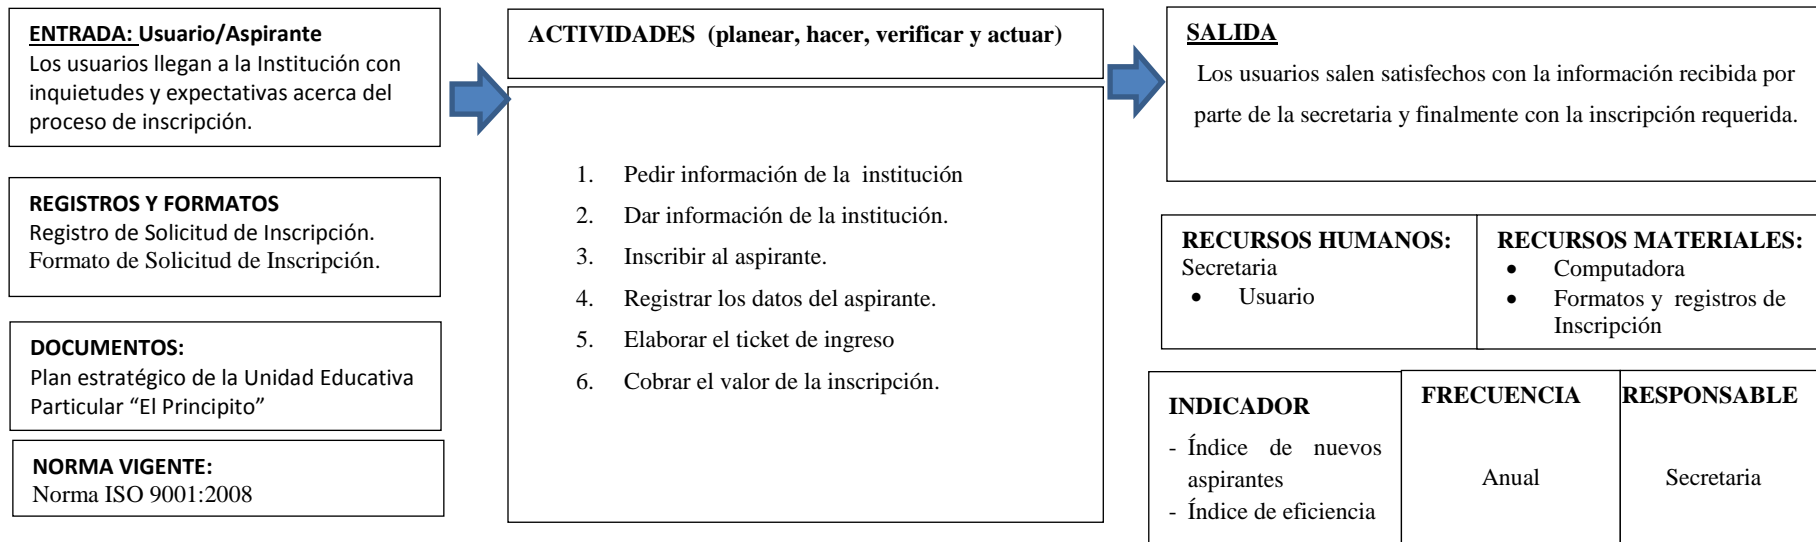 ENTRADA: Usuario/Aspirante
Los usuarios llegan a la Institución con
inquietudes y expectativas acerca del
proceso de inscripción.
REGISTROS Y FORMATOS
Registro de Solicitud de Inscripción.
Formato de Solicitud de Inscripción.
DOCUMENTOS:
Plan estratégico de la Unidad Educativa
Particular “El Principito”
NORMA VIGENTE:
Norma ISO 9001:2008
ACTIVIDADES (planear, hacer, verificar y actuar)
1. Pedir información de la institución
2. Dar información de la institución.
3. Inscribir al aspirante.
4. Registrar los datos del aspirante.
5. Elaborar el ticket de ingreso
6. Cobrar el valor de la inscripción.
SALIDA
Los usuarios salen satisfechos con la información recibida por
parte de la secretaria y finalmente con la inscripción requerida.
RECURSOS HUMANOS:
Secretaria
• Usuario
RECURSOS MATERIALES:
• Computadora
• Formatos y registros de
Inscripción
INDICADOR
- Índice de nuevos
aspirantes
- Índice de eficiencia
FRECUENCIA
Anual
RESPONSABLE
Secretaria